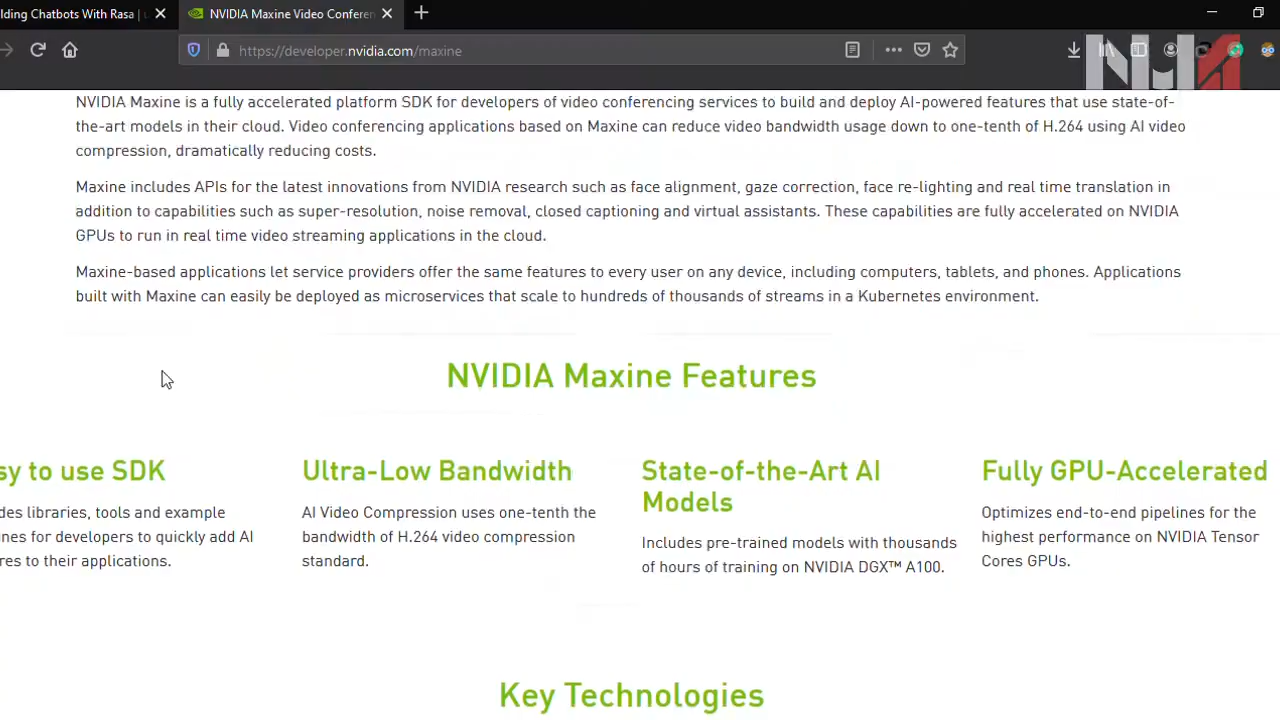 lding Chatbots With Rasa |
NVIDIA Maxine Video Conferen
https://developer.nvidia.com/maxine
NVIDIA Maxine is a fully accelerated platform SDK for developers of video conferencing services to build and deploy AI-powered features that use state-of-
the-art models in their cloud. Video conferencing applications based on Maxine can reduce video bandwidth usage down to one-tenth of H.264 using AI video
compression, dramatically reducing costs.
Maxine includes APIs for the latest innovations from NVIDIA research such as face alignment, gaze correction, face re-lighting and real time translation in
addition to capabilities such as super-resolution, noise removal, closed captioning and virtual assistants. These capabilities are fully accelerated on NVIDIA
GPUs to run in real time video streaming applications in the cloud.
Maxine-based applications let service providers offer the same features to every user on any device, including computers, tablets, and phones. Applications
built with Maxine can easily be deployed as microservices that scale to hundreds of thousands of streams in a Kubernetes environment.
NVIDIA Maxine Features
sy to use SDK
des libraries, tools and example
nes for developers to quickly add AI
res to their applications.
Ultra-Low Bandwidth
AI Video Compression uses one-tenth the
bandwidth of H.264 video compression
standard.
State-of-the-Art AI
Models
Includes pre-trained models with thousands
of hours of training on NVIDIA DGX™ A100.
Fully GPU-Accelerated
Optimizes end-to-end pipelines for the
highest performance on NVIDIA Tensor
Cores GPUs.
Key Technologies